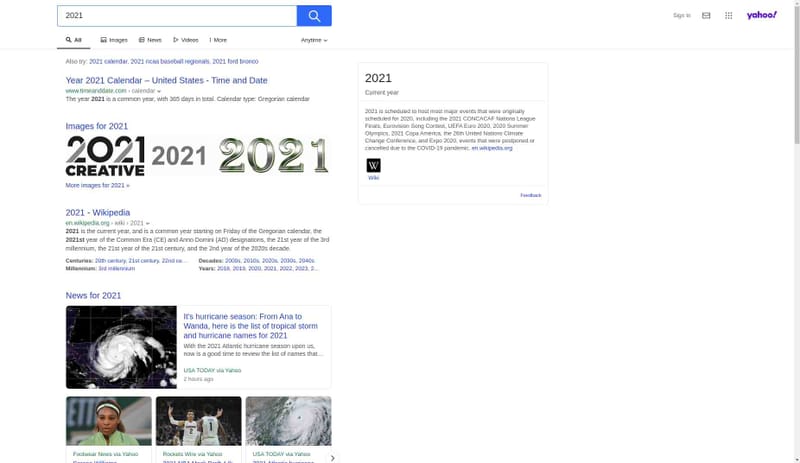 2021
Sign In
yahoo!
All
Images
News
Videos
More
Anytime
Also try: 2021 calendar, 2021 ncaa baseball regionals, 2021 ford bronco
Year 2021 Calendar – United States - Time and Date
www.timeanddate.com › calendar
The year 2021 is a common year, with 365 days in total. Calendar type: Gregorian calendar
Images for 2021
2021
CREATIVE
2021
2021
More images for 2021 »
2021 - Wikipedia
en.wikipedia.org › wiki › 2021
2021 is the current year, and is a common year starting on Friday of the Gregorian calendar, the
2021st year of the Common Era (CE) and Anno Domini (AD) designations, the 21st year of the 3rd
millennium, the 21st year of the 21st century, and the 2nd year of the 2020s decade.
Centuries: 20th century, 21st century, 22nd ce...
Decades: 2000s, 2010s, 2020s, 2030s, 2040s.
Millennium: 3rd millennium
Years: 2018, 2019, 2020, 2021, 2022, 2023, 2...
News for 2021
It's hurricane season: From Ana to
Wanda, here is the list of tropical storm
and hurricane names for 2021
With the 2021 Atlantic hurricane season upon us,
now is a good time to review the list of names that...
USA TODAY via Yahoo
2 hours ago
Footwear News via Yahoo
Rockets Wire via Yahoo
USA TODAY via Yahoo
2021
Current year
2021 is scheduled to host most major events that were originally
scheduled for 2020, including the 2021 CONCACAF Nations League
Finals, Eurovision Song Contest, UEFA Euro 2020, 2020 Summer
Olympics, 2021 Copa America, the 26th United Nations Climate
Change Conference, and Expo 2020, events that were postponed or
cancelled due to the COVID-19 pandemic. en.wikipedia.org
W
Wiki
Feedback